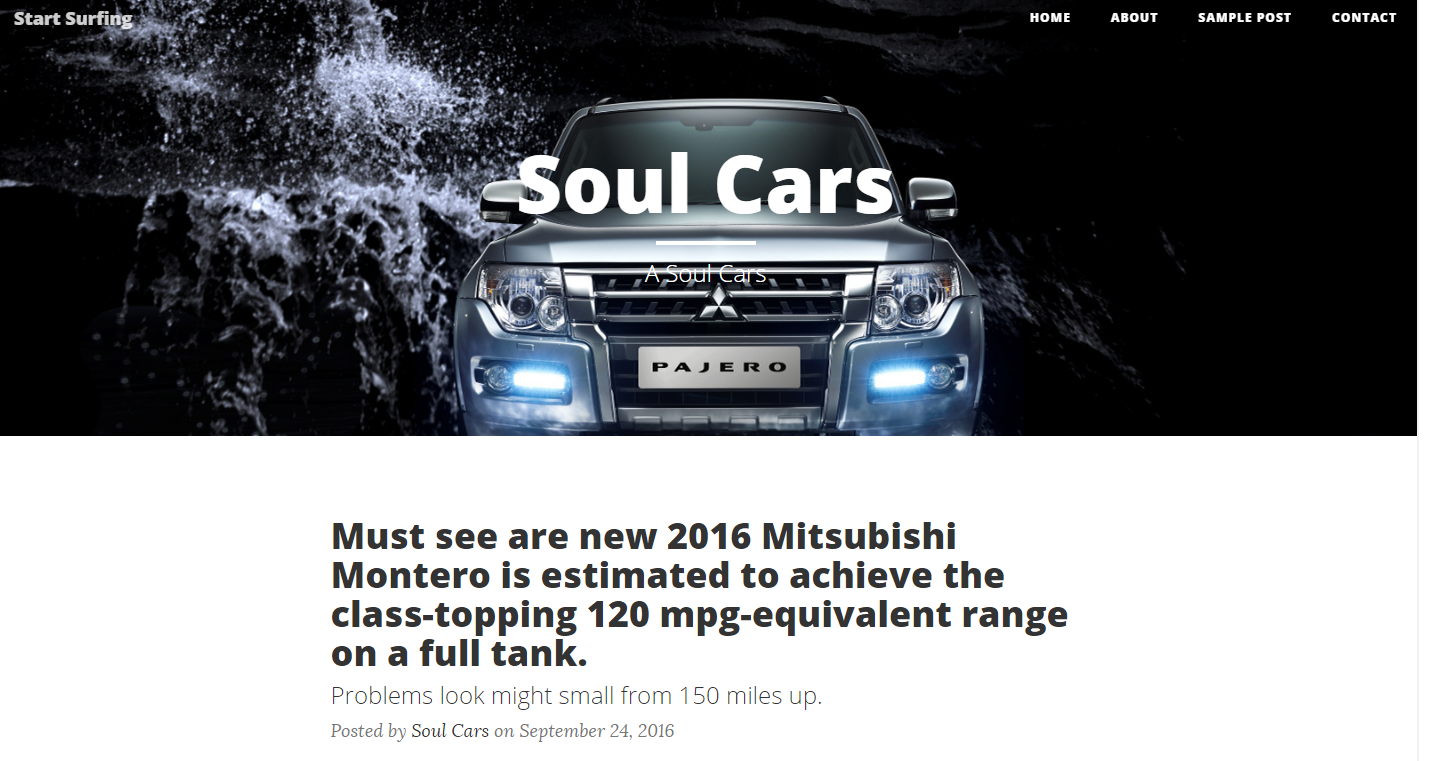 Start Surfing
HOME ABOUT SAMPLE POST CONTACT
Soul Cars
A Soul Cars
PAJERO
Must see are new 2016 Mitsubishi
Montero is estimated to achieve the
class-topping 120 mpg-equivalent range
on a full tank.
Problems look might small from 150 miles up.
Posted by Soul Cars on September 24, 2016